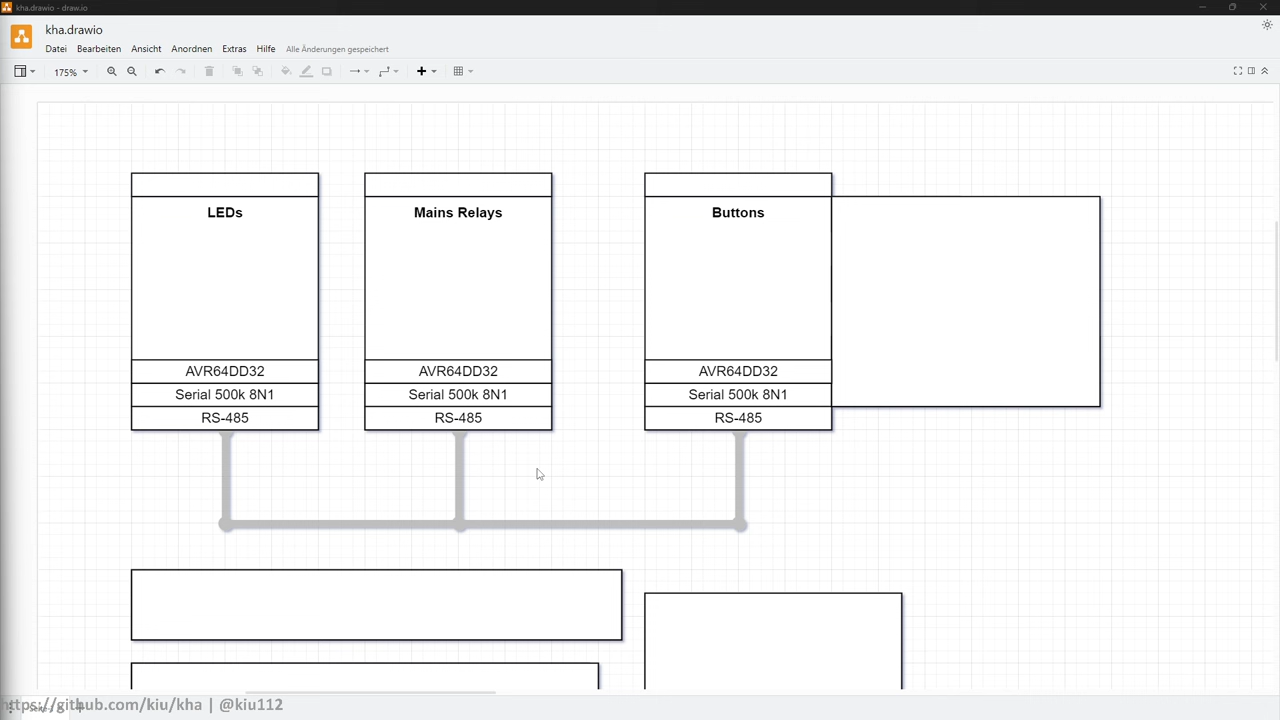 kha.drawio - draw.io
kha.drawio
Datei Bearbeiten Ansicht Anordnen Extras Hilfe Alle Änderungen gespeichert
175%
LEDs
Mains Relays
Buttons
AVR64DD32
AVR64DD32
AVR64DD32
Serial 500k 8N1
Serial 500k 8N1
Serial 500k 8N1
RS-485
RS-485
RS-485
https://github.com/kiu/kha | @kiu112